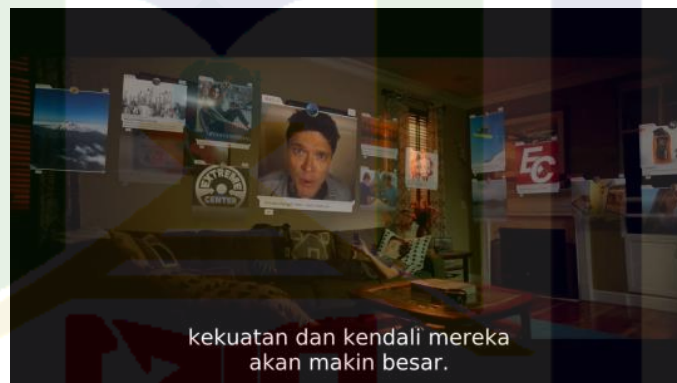 EXTREME
CENTER
EC
kekuatan dan kendali mereka
akan makin besar.